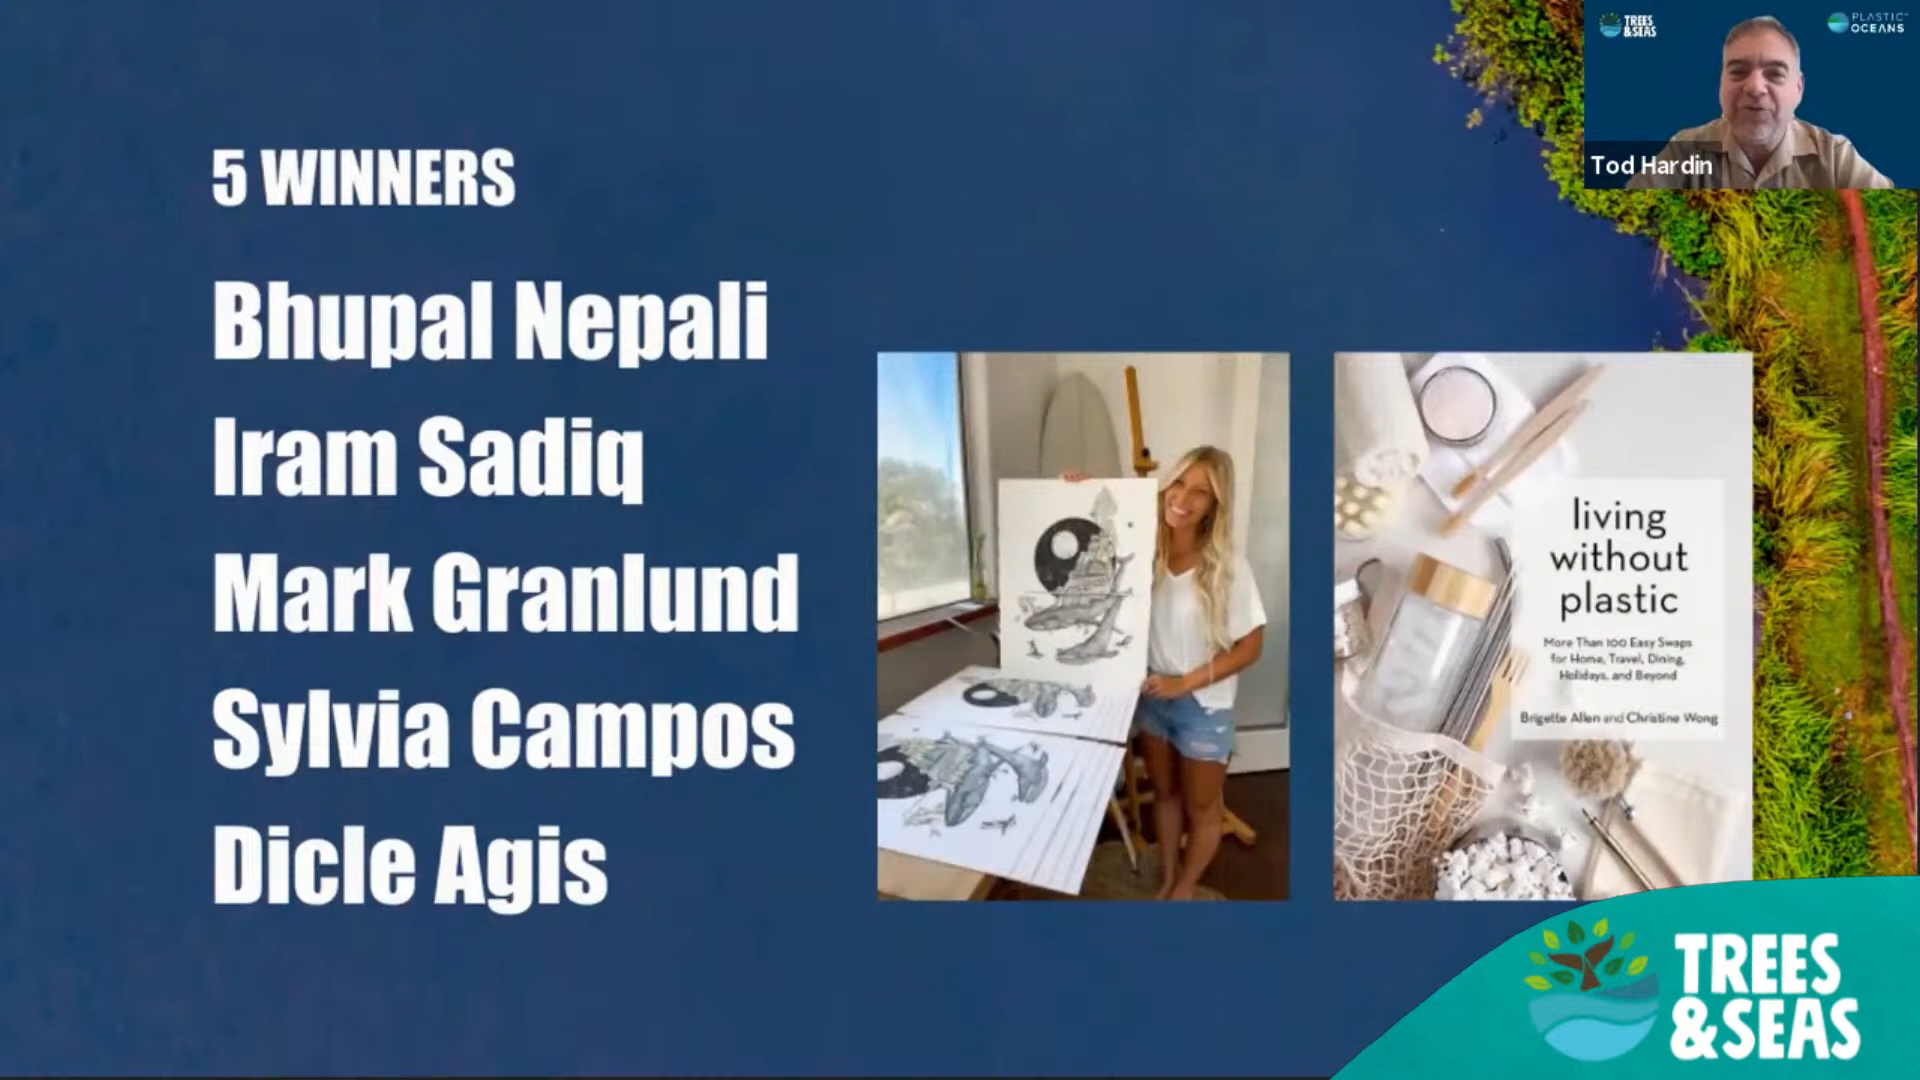 5 WINNERS
Bhupal Nepali
Iram Sadiq
Mark Granlund
Sylvia Campos
Dicle Agis
living
without
plastic
More Than 100 Easy Swaps
for Home, Travel, Dining,
Holidays, and Beyond
Brigette Allen and Christine Wong
TREES
&SEAS
PLASTIC
OCEANS
Tod Hardin
TREES
&SEAS